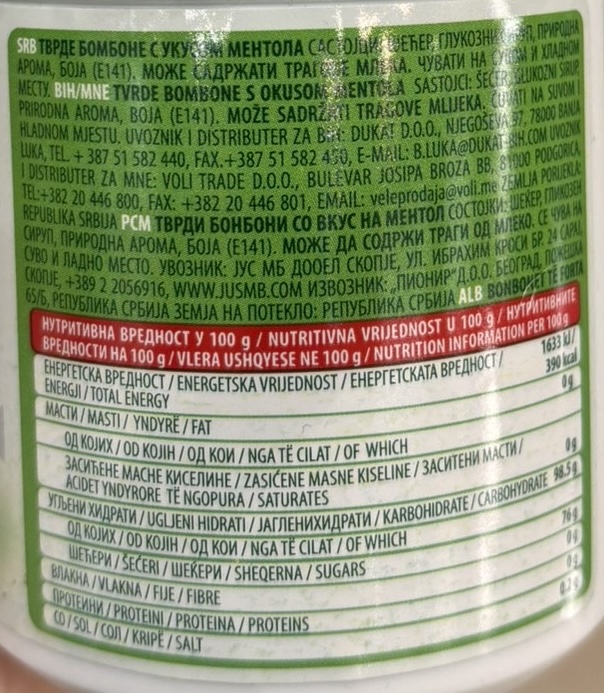 SRB ТВРДЕ БОМБОНЕ С УКУСОМ МЕНТОЛА САСТОЈЦИ: ШЕЋЕР, ГЛУКОЗНИ СИРУП, ПРИРОДНА
АРОМА, БОЈА (Е141). МОЖЕ САДРЖАТИ ТРАГОВЕ МЛЕКА. ЧУВАТИ НА СУВОМ И ХЛАДНОМ
МЕСТУ. BIH/MNE TVRDE BOMBONE S OKUSOM MENTOLA SASTOJCI: ŠEĆER, GLUKOZNI SIRUP,
PRIRODNA AROMA, BOJA (E141). MOŽE SADRŽATI TRAGOVE MLIJEKA. ČUVATI NA SUVOM I
HLADNOM MJESTU. UVOZNIK I DISTRIBUTER ZA BIH: DUKAT D.O.O., NJEGOŠEVA 97, 78000 BANJA
LUKA, TEL. + 387 51 582 440, FAX.+387 51 582 450, E-MAIL: B.LUKA@DUKAT-BIH.COM UVOZNIK
I DISTRIBUTER ZA MNE: VOLI TRADE D.O.O., BULEVAR JOSIPA BROZA BB, 81000 PODGORICA,
TEL:+382 20 446 800, FAX: +382 20 446 801, EMAIL: veleprodaja@voli.me ZEMLJA PORIJEKLA:
REPUBLIKA SRBIJA РСМ ТВРДИ БОНБОНИ СО ВКУС НА МЕНТОЛ СОСТОЈКИ: ШЕЌЕР, ГЛИКОЗЕН
СИРУП, ПРИРОДНА АРОМА, БОЈА (Е141). МОЖЕ ДА СОДРЖИ ТРАГИ ОД МЛЕКО. СЕ ЧУВА НА
СУВО И ЛАДНО МЕСТО. УВОЗНИК: ЈУС МБ ДООЕЛ СКОПЈЕ, УЛ. ИБРАХИМ КРОСИ БР. 24 САРАЈ,
СКОПЈЕ, +389 2 2056916, WWW.JUSMB.COM ИЗВОЗНИК: „ПИОНИР“ Д.О.О. БЕОГРАД, ПОЖЕШКА
65/Б, РЕПУБЛИКА СРБИЈА ЗЕМЈА НА ПОТЕКЛО: РЕПУБЛИКА СРБИЈА ALB BONBONET TË FORTA
НУТРИТИВНА ВРЕДНОСТ У 100 g / NUTRITIVNA VRIJEDNOST U 100 g / НУТРИТИВНИТЕ
ВРЕДНОСТИ НА 100 g / VLERA USHQYESE NE 100 g / NUTRITION INFORMATION PER 100 g
ЕНЕРГЕТСКА ВРЕДНОСТ / ENERGETSKA VRIJEDNOST / ЕНЕРГЕТСКАТА ВРЕДНОСТ / 1633 kJ/
ENERGJI / TOTAL ENERGY 390 kcal
МАСТИ / MASTI / YNDYRË / FAT 0 g
ОД КОЈИХ / OD KOJIH / ОД КОИ / NGA TË CILAT / OF WHICH
ЗАСИЋЕНЕ МАСНЕ КИСЕЛИНЕ / ZASIĆENE MASNE KISELINE / ЗАСИТЕНИ МАСТИ /
ACIDET YNDYRORE TË NGOPURA / SATURATES 0 g
УГЉЕНИ ХИДРАТИ / UGLJENI HIDRATI / ЈАГЛЕНИХИДРАТИ / KARBOHIDRATE / CARBOHYDRATE 98.5 g
ОД КОЈИХ / OD KOJIH / ОД КОИ / NGA TË CILAT / OF WHICH
ШЕЋЕРИ / ŠEĆERI / ШЕЌЕРИ / SHEQERNA / SUGARS 76 g
ВЛАКНА / VLAKNA / FIJE / FIBRE 0 g
ПРОТЕИНИ / PROTEINI / PROTEINA / PROTEINS 0 g
СО / SOL / СОЛ / KRIPË / SALT